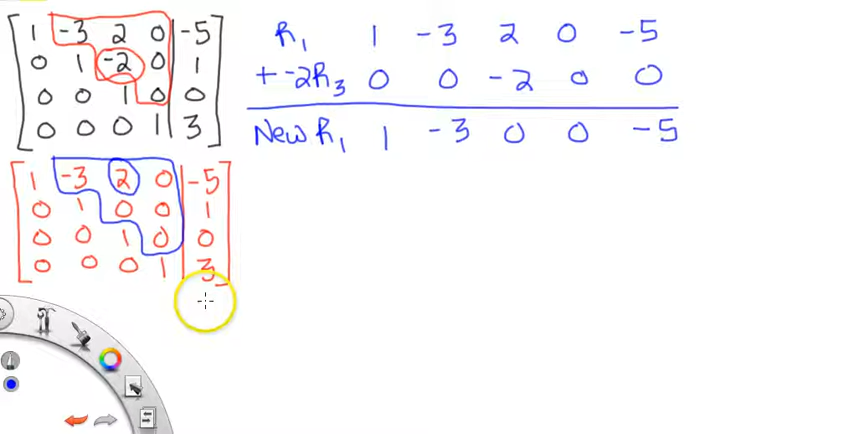 1 -3 2 0 | -5
0 1 -2 0 | 1
0 0 1 0 | 0
0 0 0 1 | 3
R₁ 1 -3 2 0 -5
+ -2R₃ 0 0 -2 0 0
New R₁ 1 -3 0 0 -5
1 -3 2 0 | -5
0 1 0 0 | 1
0 0 1 0 | 0
0 0 0 1 | 3